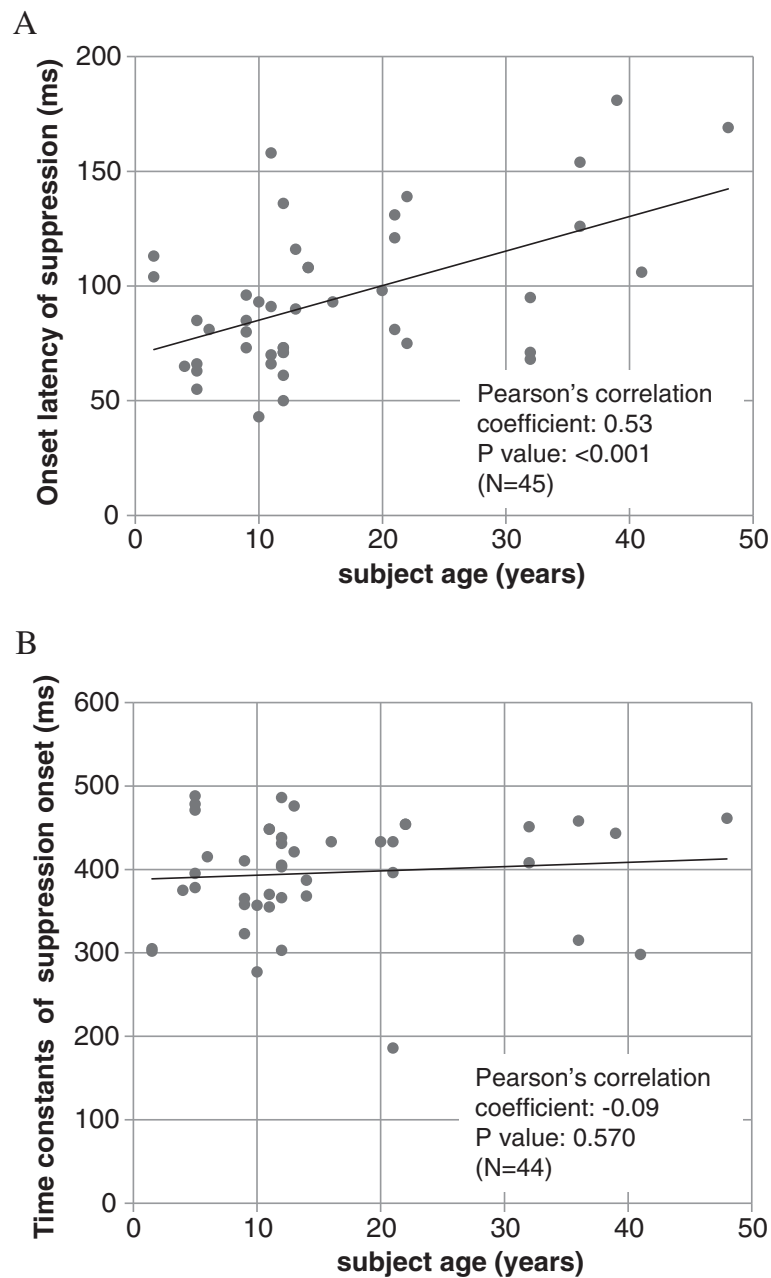 A
Onset latency of suppression (ms)
200
150
100
50
0
Pearson's correlation
coefficient: 0.53
P value: <0.001
(N=45)
0 10 20 30 40 50
subject age (years)
B
Time constants of suppression onset (ms)
600
500
400
300
200
100
0
Pearson's correlation
coefficient: -0.09
P value: 0.570
(N=44)
0 10 20 30 40 50
subject age (years)